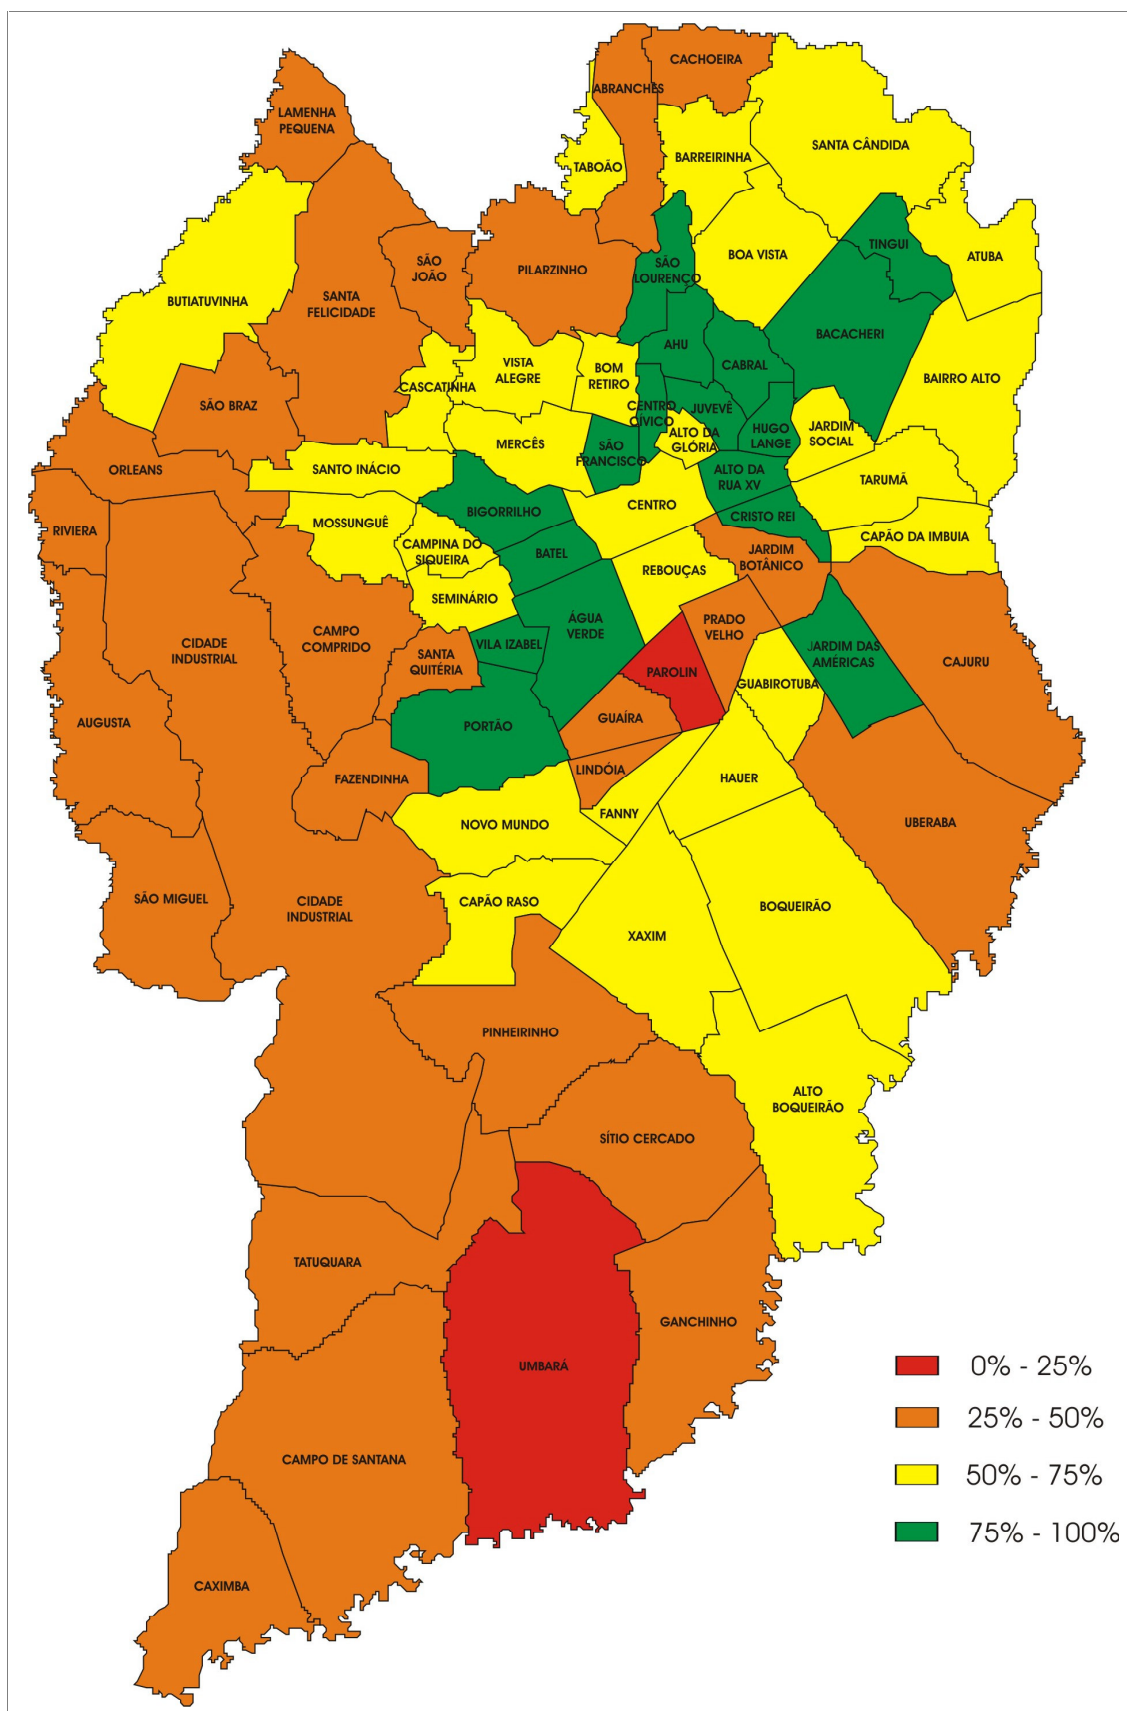 CACHOEIRA
ABRANCHES
LAMENHA
PEQUENA
SANTA CÂNDIDA
BARREIRINHA
TABOÃO
TINGUI
BOA VISTA
ATUBA
SÃO
JOÃO
PILARZINHO
SÃO
LOURENÇO
BUTIATUVINHA
SANTA
FELICIDADE
BACACHERI
AHU
CABRAL
VISTA
ALEGRE
BOM
RETIRO
BAIRRO ALTO
CASCATINHA
SÃO BRAZ
CENTRO
CÍVICO
JUVEVÊ
HUGO
LANGE
JARDIM
SOCIAL
ALTO DA
GLÓRIA
MERCÊS
SÃO
FRANCISCO
ORLEANS
SANTO INÁCIO
ALTO DA
RUA XV
TARUMÃ
CENTRO
BIGORRILHO
CRISTO REI
MOSSUNGUÊ
RIVIERA
CAPÃO DA IMBUIA
CAMPINA DO
SIQUEIRA
BATEL
JARDIM
BOTÂNICO
REBOUÇAS
SEMINÁRIO
ÁGUA
VERDE
PRADO
VELHO
CAMPO
COMPRIDO
CIDADE
INDUSTRIAL
VILA IZABEL
JARDIM DAS
AMÉRICAS
SANTA
QUITÉRIA
CAJURU
PAROLIN
GUABIROTUBA
AUGUSTA
PORTÃO
GUAÍRA
LINDÓIA
FAZENDINHA
HAUER
FANNY
NOVO MUNDO
UBERABA
SÃO MIGUEL
CIDADE
INDUSTRIAL
CAPÃO RASO
BOQUEIRÃO
XAXIM
PINHEIRINHO
ALTO
BOQUEIRÃO
SÍTIO CERCADO
TATUQUARA
GANCHINHO
UMBARÁ
0% - 25%
25% - 50%
CAMPO DE SANTANA
50% - 75%
75% - 100%
CAXIMBA